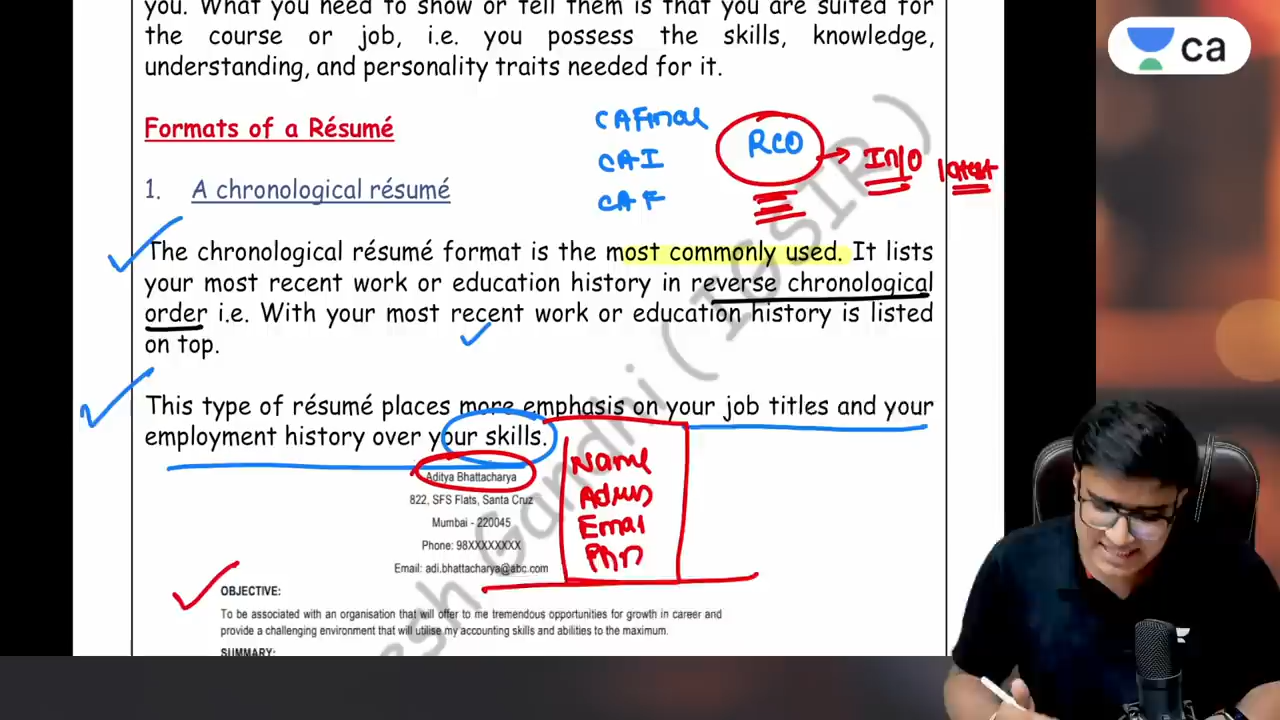 you. What you need to show or tell them is that you are suited for
the course or job, i.e. you possess the skills, knowledge,
understanding, and personality traits needed for it.
ca
Formats of a Résumé
CA Final
RCO
CA I
In/O
latest
CA F
1. A chronological résumé
The chronological résumé format is the most commonly used. It lists
your most recent work or education history in reverse chronological
order i.e. With your most recent work or education history is listed
on top.
This type of résumé places more emphasis on your job titles and your
employment history over your skills.
Name
Email
Phn
Aditya Bhattacharya
822, SFS Flats, Santa Cruz
Mumbai - 220045
Phone: 98XXXXXXXX
Email: adi.bhattacharya@abc.com
OBJECTIVE:
To be associated with an organisation that will offer to me tremendous opportunities for growth in career and
provide a challenging environment that will utilise my accounting skills and abilities to the maximum.
SUMMARY:
esh Gandhi ( IGSIR )